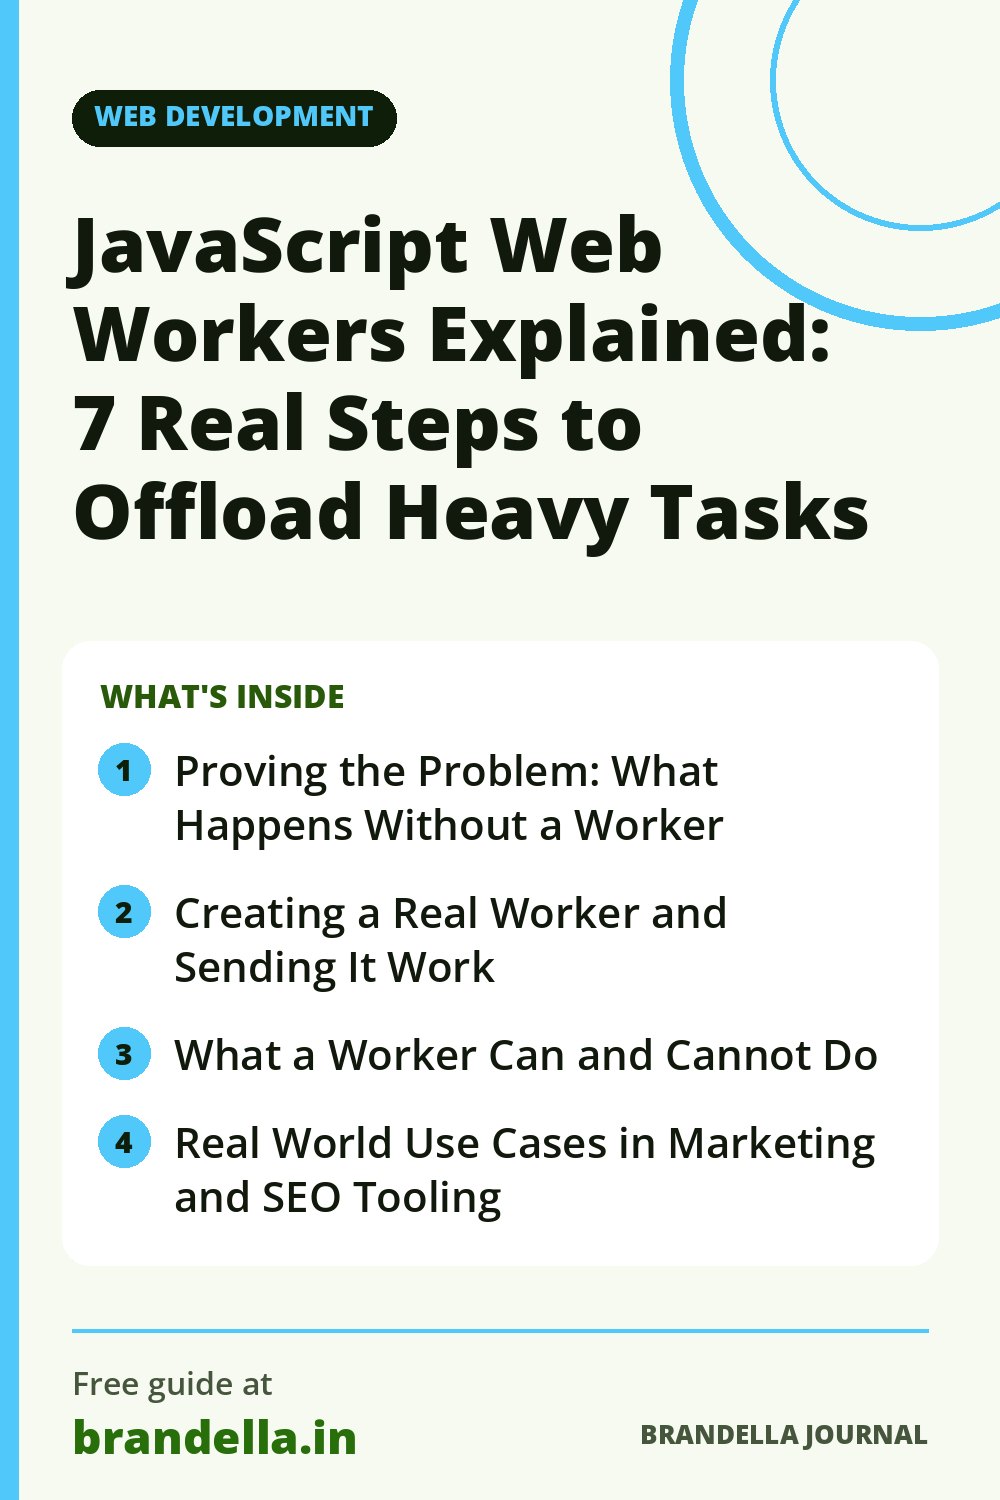 WEB DEVELOPMENT
JavaScript Web
Workers Explained:
7 Real Steps to
Offload Heavy Tasks
WHAT'S INSIDE
1 Proving the Problem: What
Happens Without a Worker
2 Creating a Real Worker and
Sending It Work
3 What a Worker Can and Cannot Do
4 Real World Use Cases in Marketing
and SEO Tooling
Free guide at
brandella.in
BRANDELLA JOURNAL